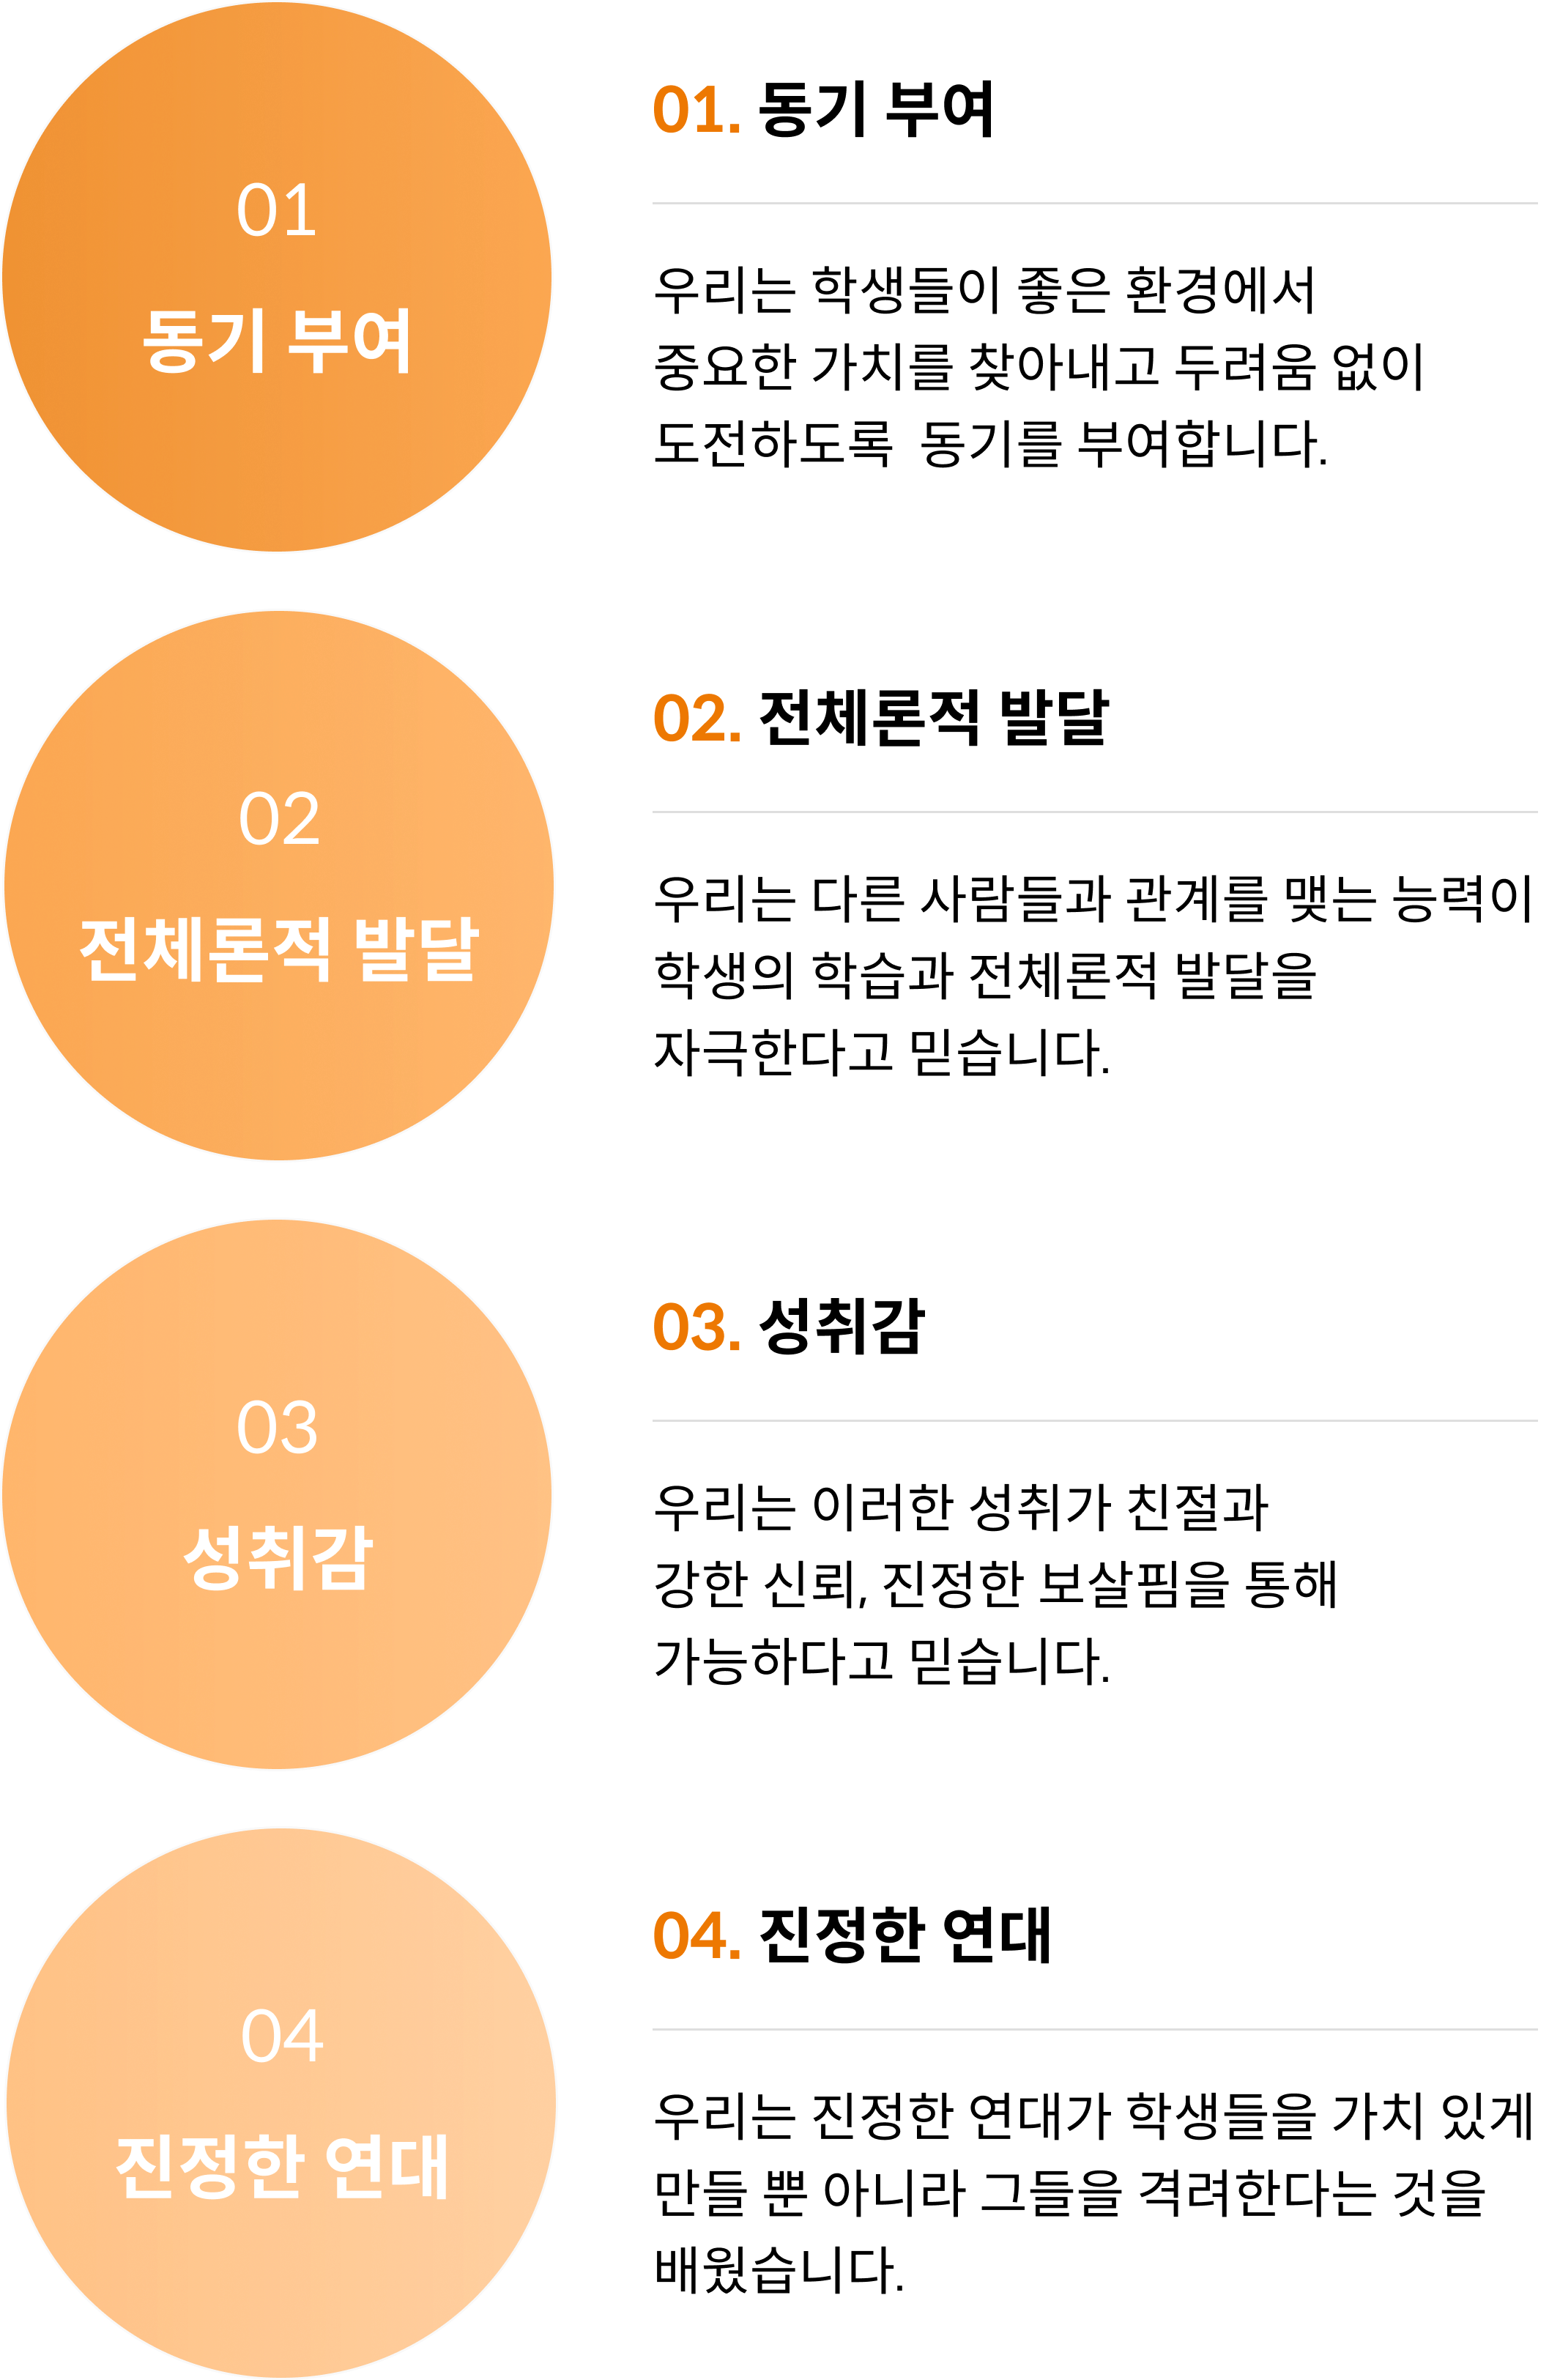 01
동기 부여
01. 동기 부여
우리는 학생들이 좋은 환경에서
중요한 가치를 찾아내고 두려움 없이
도전하도록 동기를 부여합니다.
02
전체론적 발달
02. 전체론적 발달
우리는 다른 사람들과 관계를 맺는 능력이
학생의 학습과 전체론적 발달을
자극한다고 믿습니다.
03
성취감
03. 성취감
우리는 이러한 성취가 친절과
강한 신뢰, 진정한 보살핌을 통해
가능하다고 믿습니다.
04
진정한 연대
04. 진정한 연대
우리는 진정한 연대가 학생들을 가치 있게
만들 뿐 아니라 그들을 격려한다는 것을
배웠습니다.